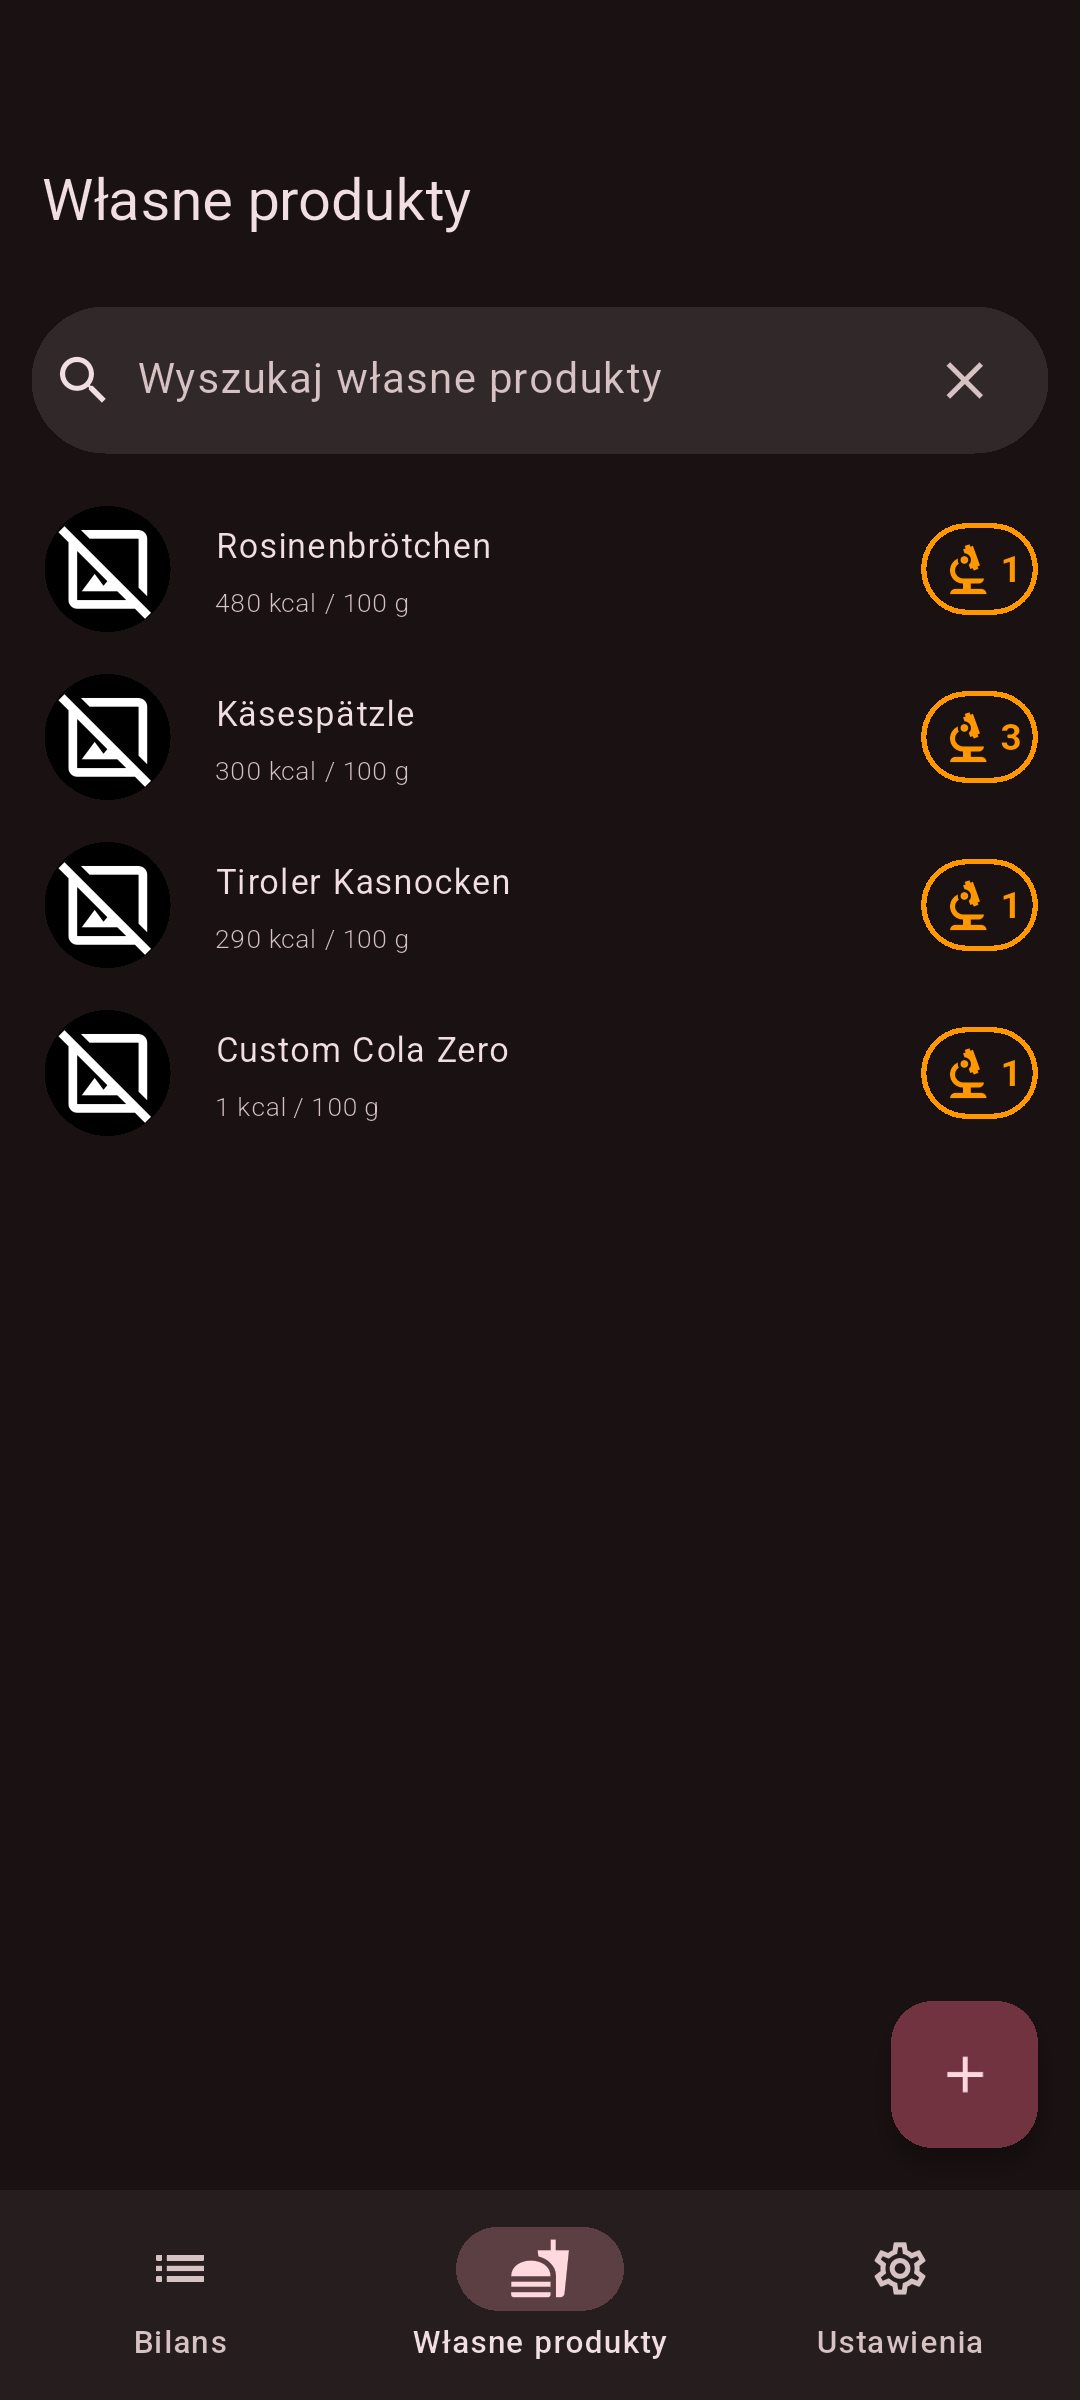 Własne produkty
Wyszukaj własne produkty
Rosinenbrötchen
480 kcal / 100 g
1
Käsespätzle
300 kcal / 100 g
3
Tiroler Kasnocken
290 kcal / 100 g
1
Custom Cola Zero
1 kcal / 100 g
1
Bilans
Własne produkty
Ustawienia